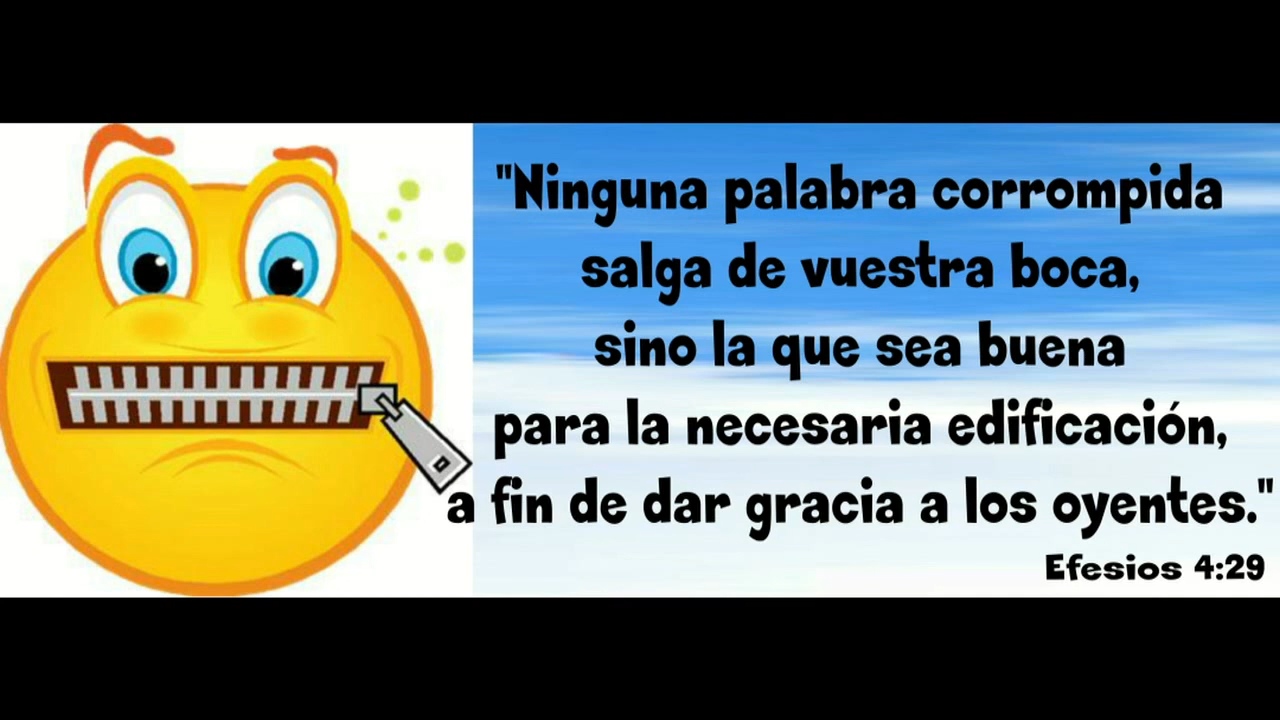 "Ninguna palabra corrompida
salga de vuestra boca,
sino la que sea buena
para la necesaria edificación,
a fin de dar gracia a los oyentes."
Efesios 4:29